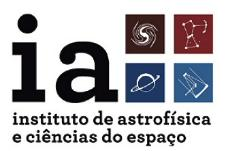 ia
instituto de astrofísica
e ciências do espaço